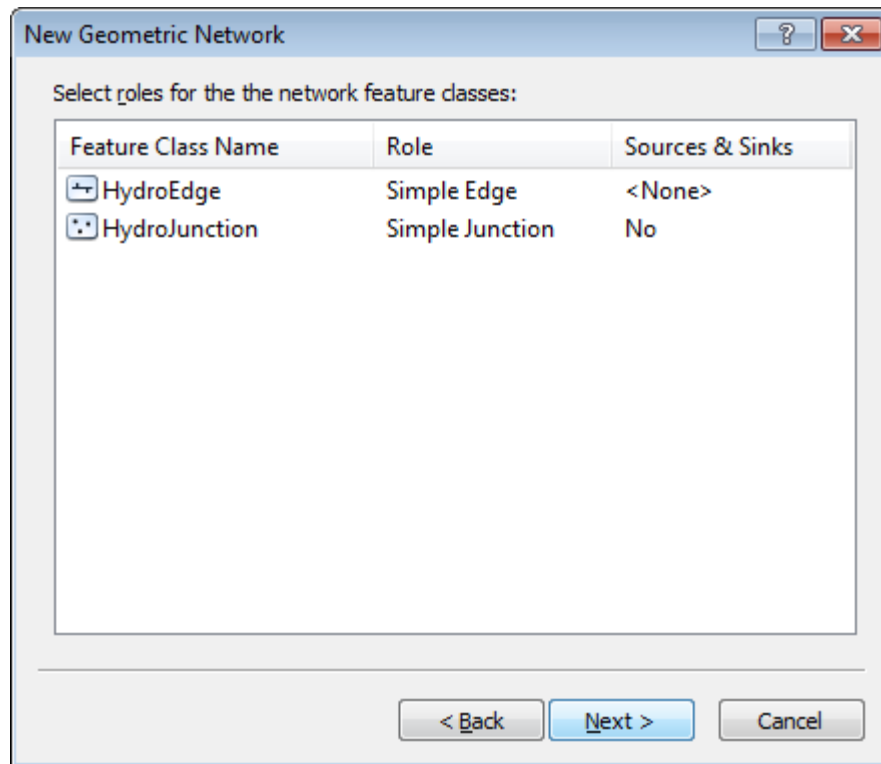 New Geometric Network
Select roles for the the network feature classes:
Feature Class Name Role Sources & Sinks
HydroEdge Simple Edge <None>
HydroJunction Simple Junction No
< Back Next > Cancel